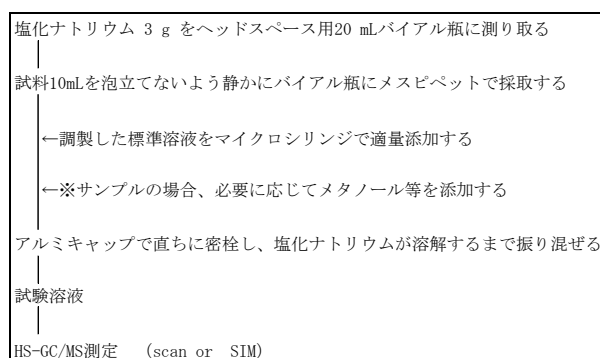 塩化ナトリウム 3 g をヘッドスペース用20 mLバイアル瓶に測り取る
試料10mLを泡立てないよう静かにバイアル瓶にメスピペットで採取する
←調製した標準溶液をマイクロシリンジで適量添加する
←※サンプルの場合、必要に応じてメタノール等を添加する
アルミキャップで直ちに密栓し、塩化ナトリウムが溶解するまで振り混ぜる
試験溶液
HS-GC/MS測定　(scan or SIM)